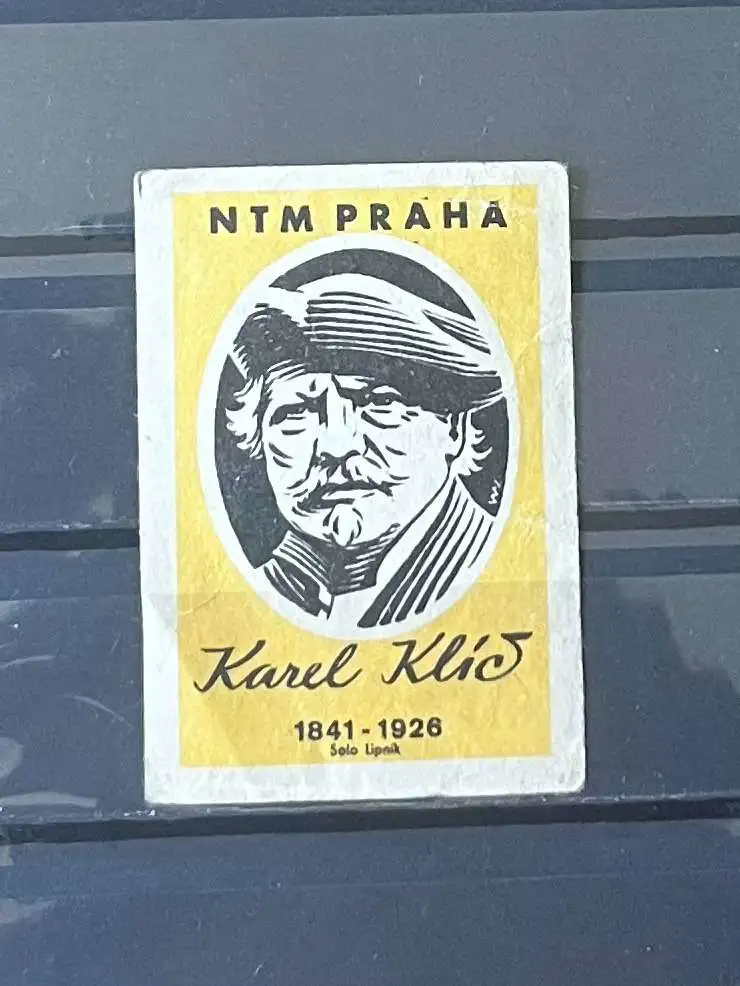 NTM PRAHA
Karel Klíč
1841 - 1926
Solo Lipník